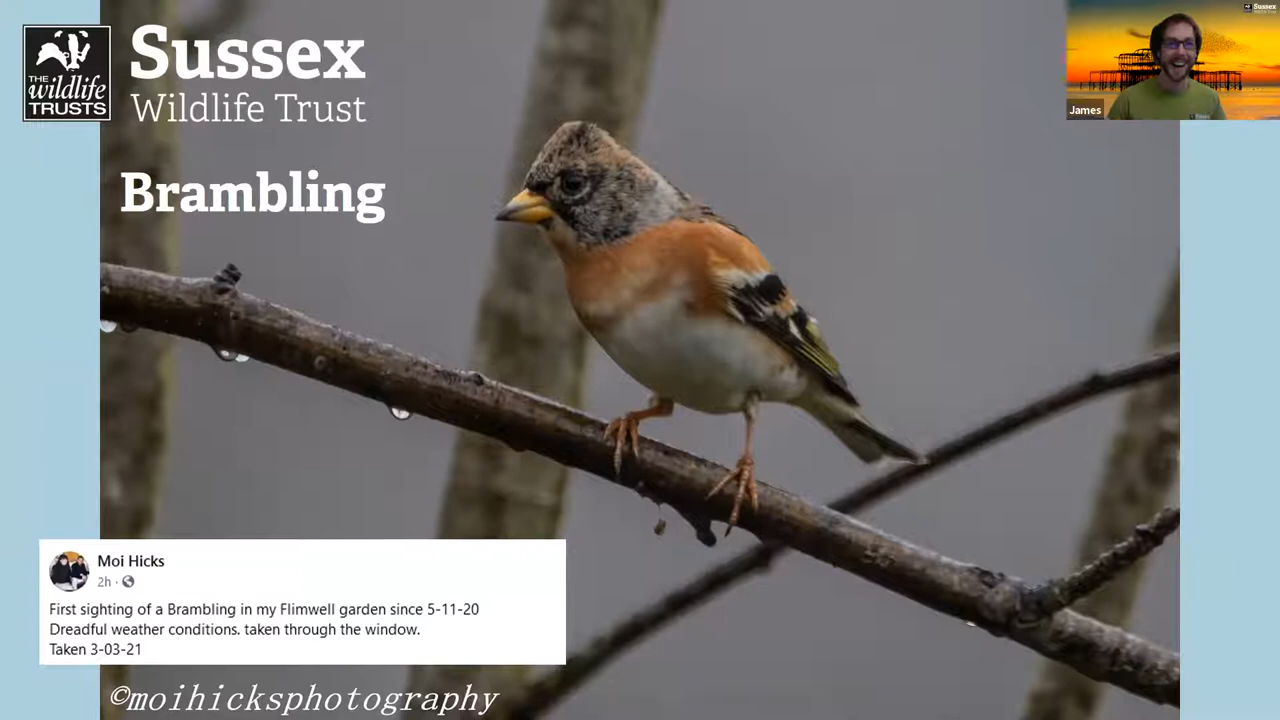 THE
wildlife
TRUSTS
Sussex
Wildlife Trust
Brambling
James
Sussex
Moi Hicks
2h ·
First sighting of a Brambling in my Flimwell garden since 5-11-20
Dreadful weather conditions. taken through the window.
Taken 3-03-21
©moihicksphotography